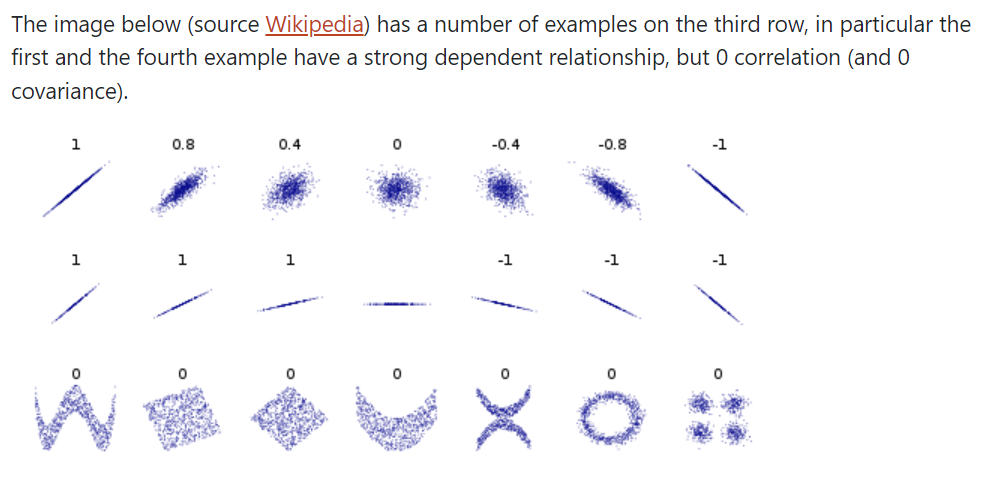 The image below (source Wikipedia) has a number of examples on the third row, in particular the
first and the fourth example have a strong dependent relationship, but 0 correlation (and 0
covariance).
1 0.8 0.4 0 -0.4 -0.8 -1
1 1 1 -1 -1 -1
0 0 0 0 0 0 0